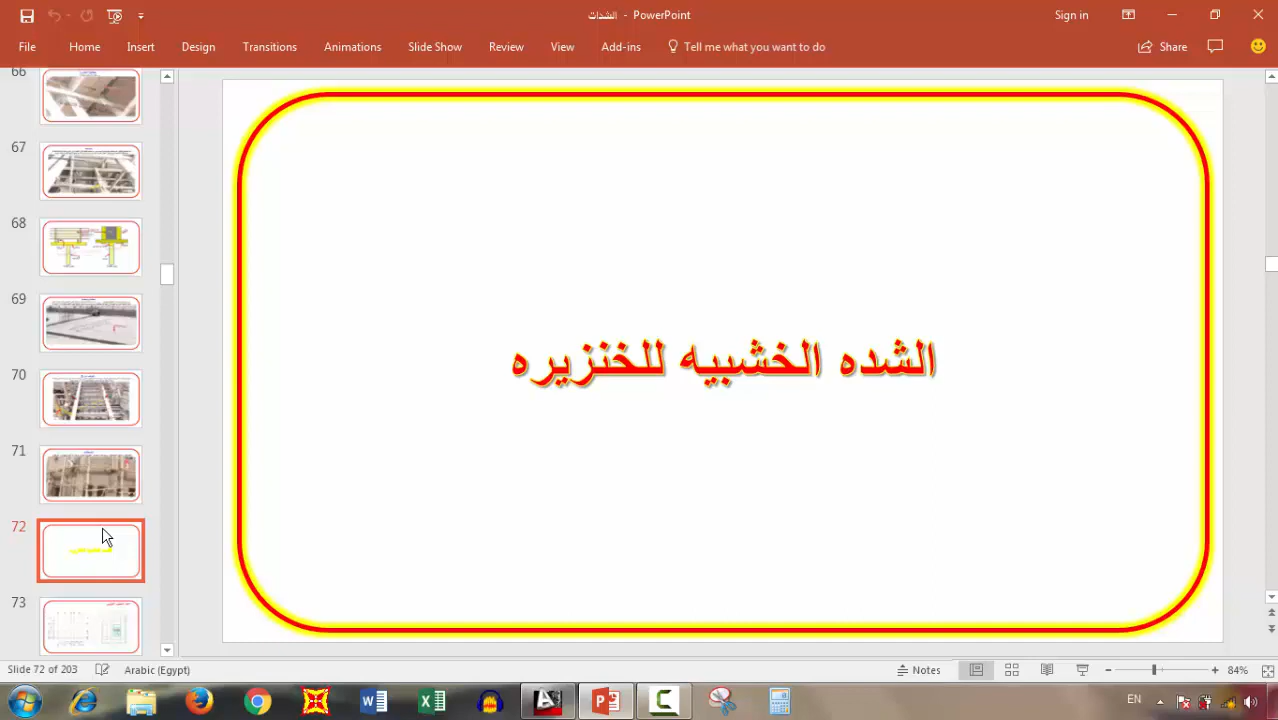 الشدات - PowerPoint
Sign in
File Home Insert Design Transitions Animations Slide Show Review View Add-ins Tell me what you want to do Share
66
67
68
69
70
71
72
73
الشده الخشبيه للخنزيره
Slide 72 of 203 Arabic (Egypt) Notes 84%
EN